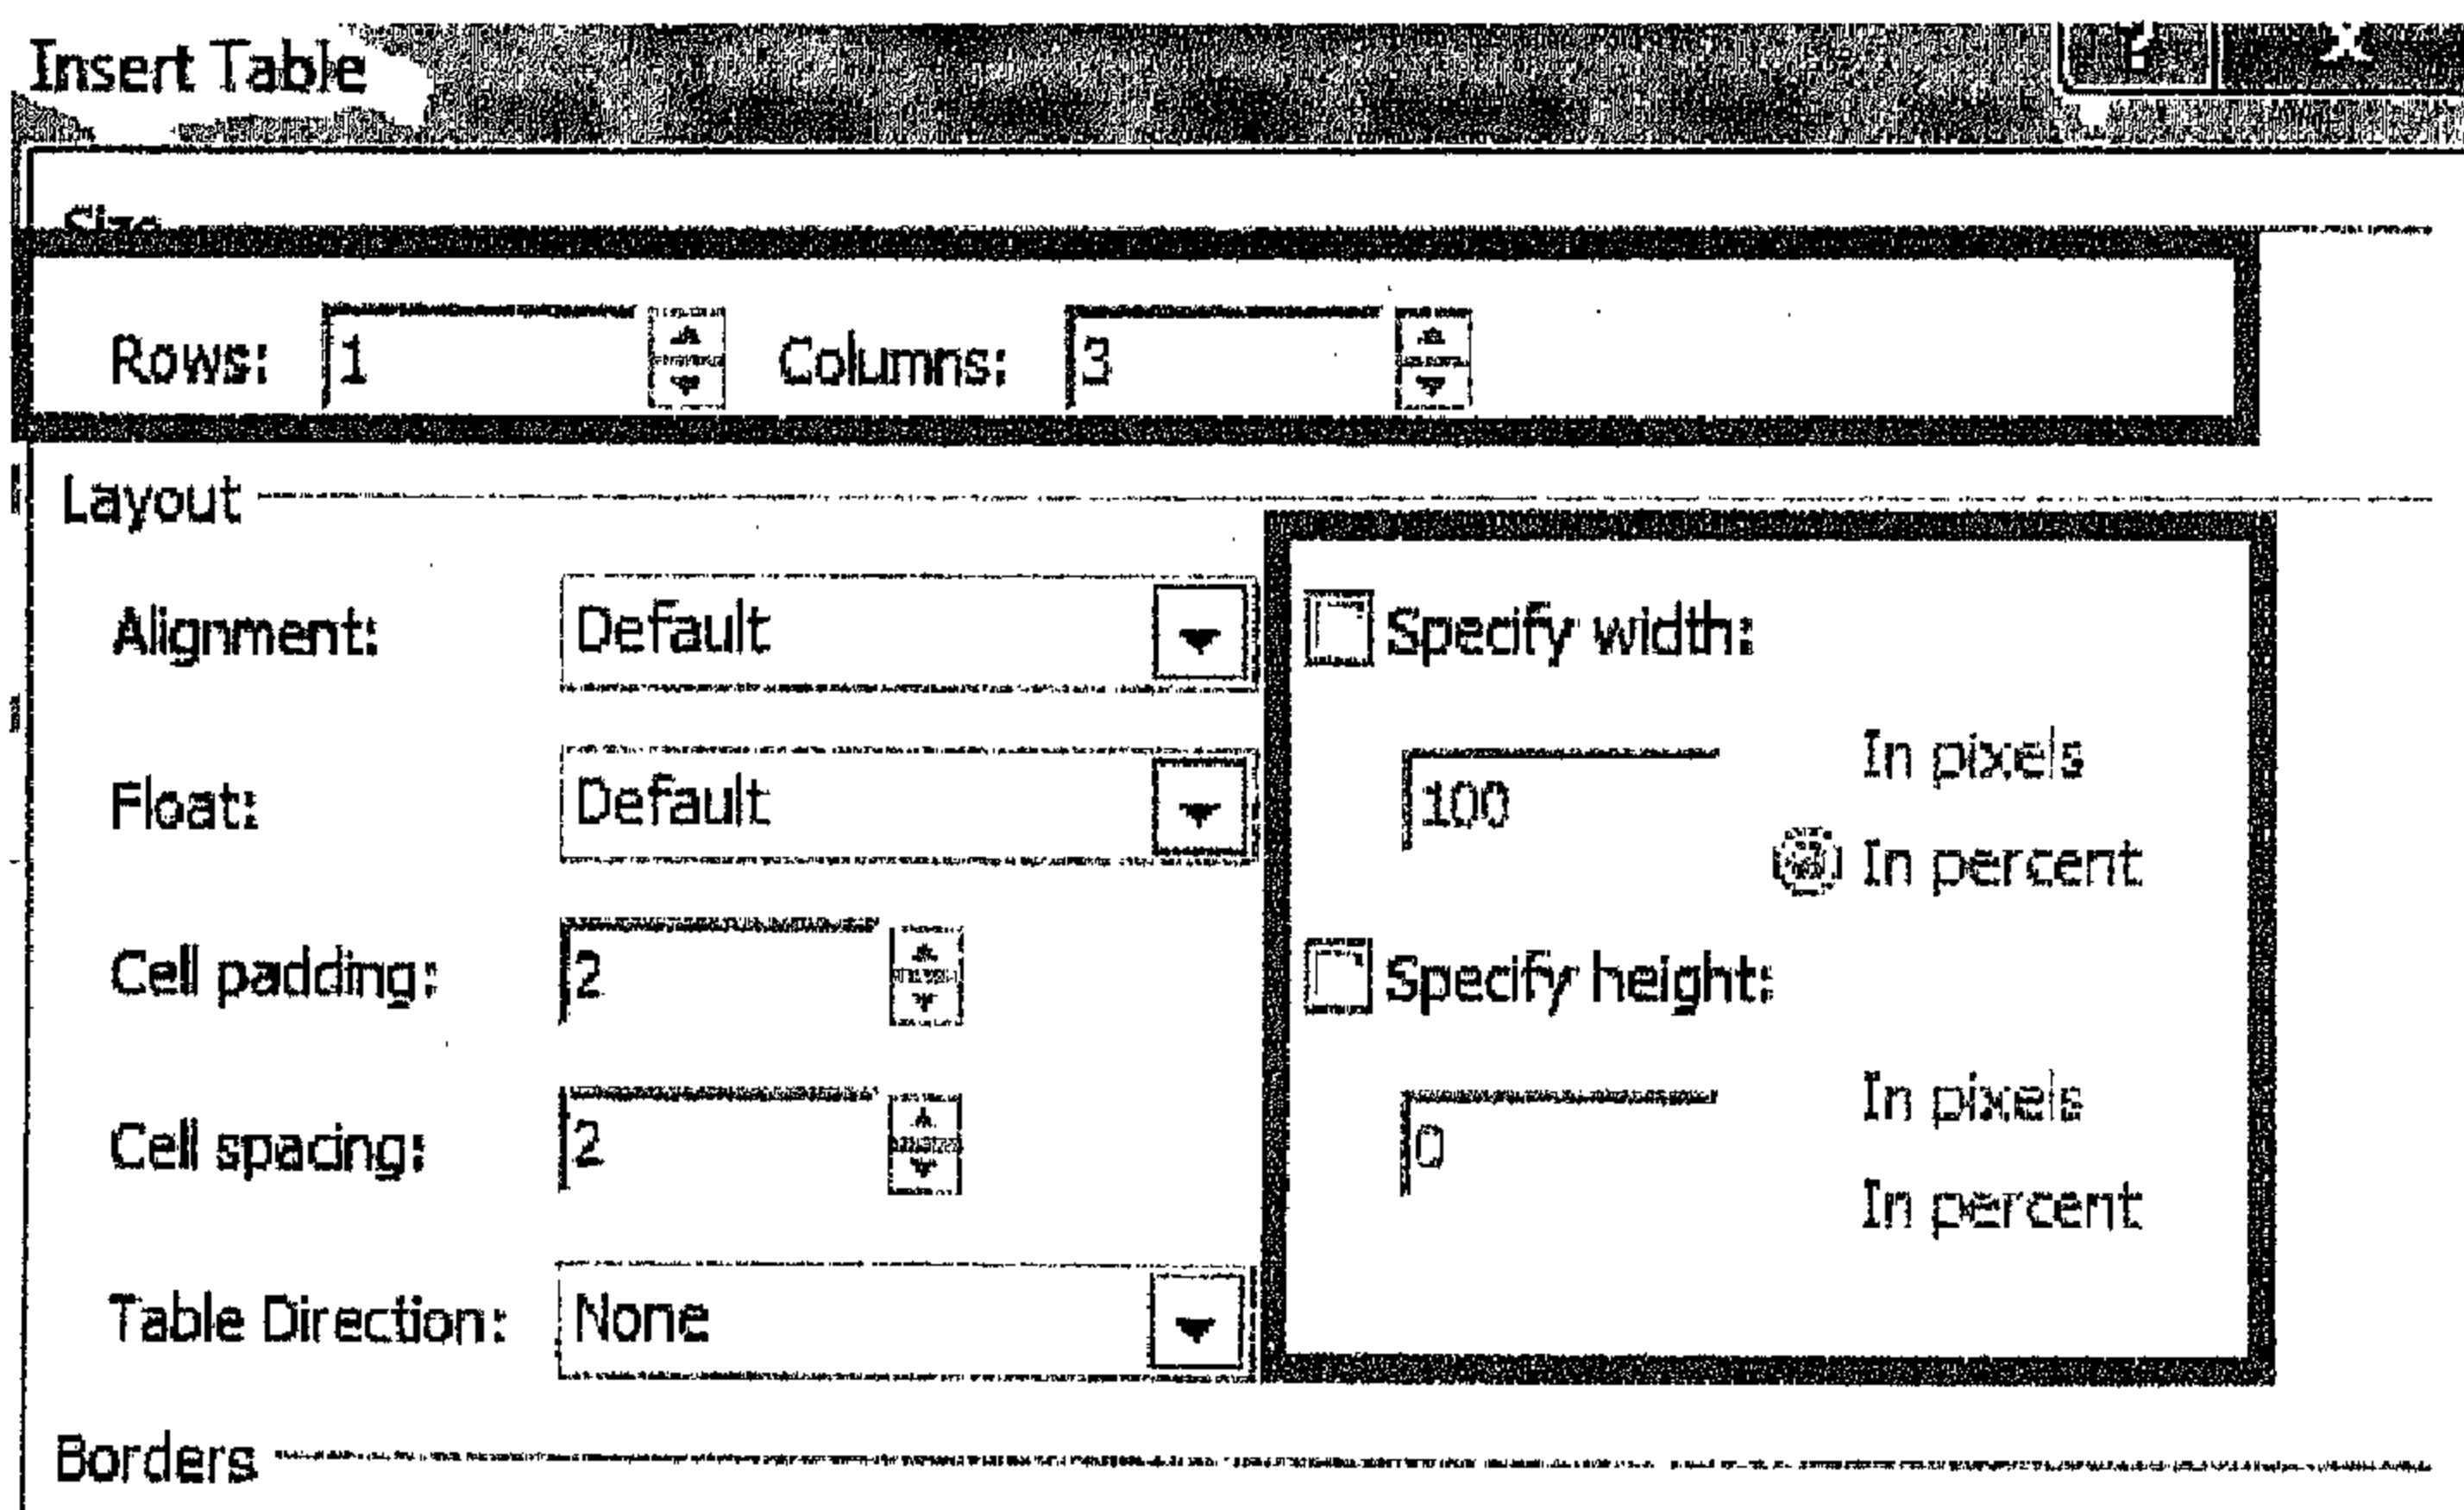 Insert Table
Size
Rows: 1 Columns: 3
Layout
Alignment: Default Specify width:
In pixels
Float: Default 100
In percent
Cell padding: 2 Specify height:
In pixels
Cell spacing: 2 0
In percent
Table Direction: None
Borders